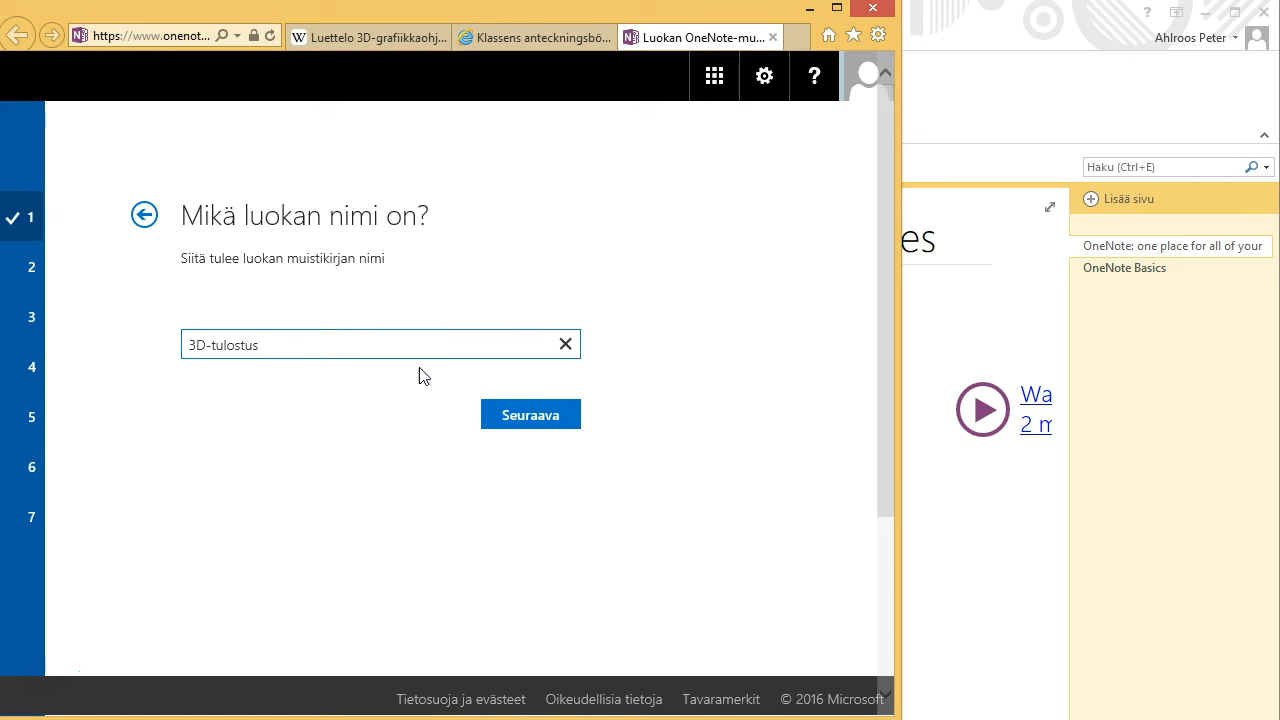 https://www.onenot...
Luettelo 3D-grafiikkaohj...
Klassens anteckningsbö...
Luokan OneNote-mu...
?
1
2
3
4
5
6
7
Mikä luokan nimi on?
Siitä tulee luokan muistikirjan nimi
3D-tulostus
Seuraava
Tietosuoja ja evästeet
Oikeudellisia tietoja
Tavaramerkit
© 2016 Microsoft
?
Ahlroos Peter
Haku (Ctrl+E)
Lisää sivu
es
OneNote: one place for all of your
OneNote Basics
Wa
2 m